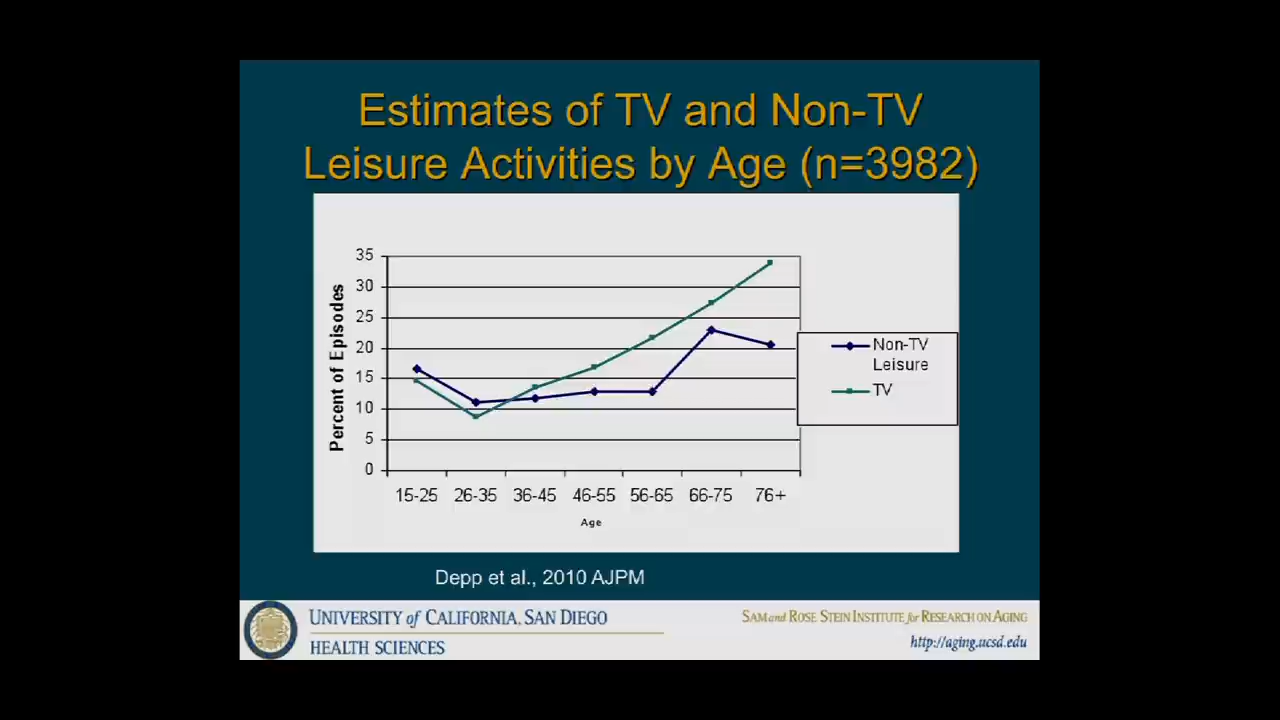 Estimates of TV and Non-TV
Leisure Activities by Age (n=3982)
Percent of Episodes
35
30
25
20
15
10
5
0
15-25 26-35 36-45 46-55 56-65 66-75 76+
Age
Non-TV
Leisure
TV
Depp et al., 2010 AJPM
UNIVERSITY of CALIFORNIA, SAN DIEGO
HEALTH SCIENCES
SAM and ROSE STEIN INSTITUTE for RESEARCH ON AGING
http://aging.ucsd.edu